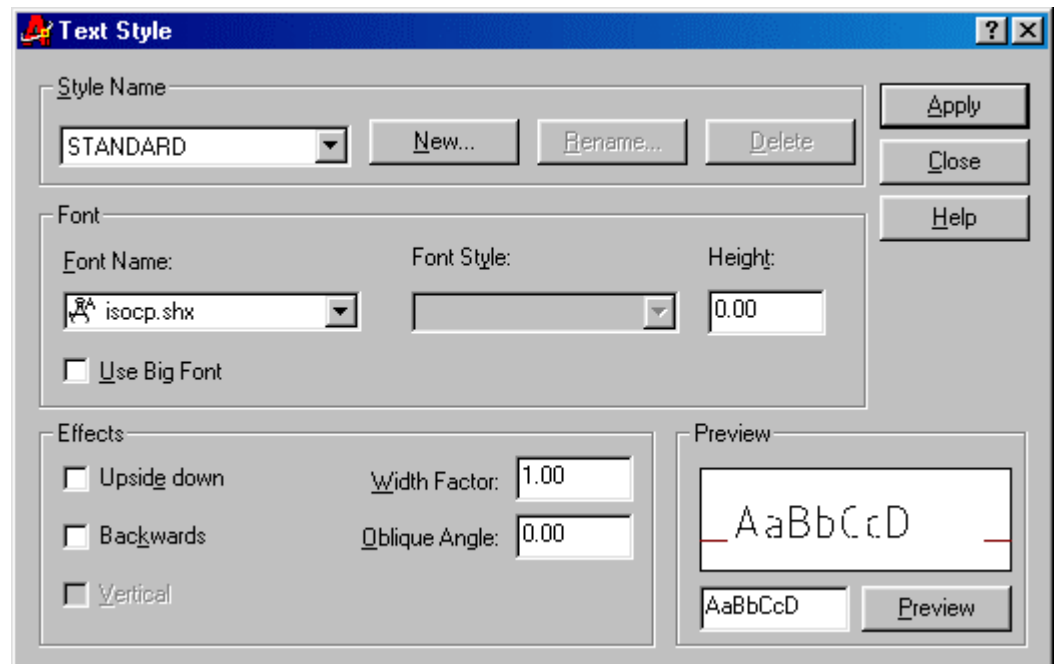 Text Style
Style Name
STANDARD New... Rename... Delete
Apply
Close
Help
Font
Font Name: Font Style: Height:
isocp.shx 0.00
Use Big Font
Effects
Upside down Width Factor: 1.00
Backwards Oblique Angle: 0.00
Vertical
Preview
AaBbCcD
AaBbCcD Preview